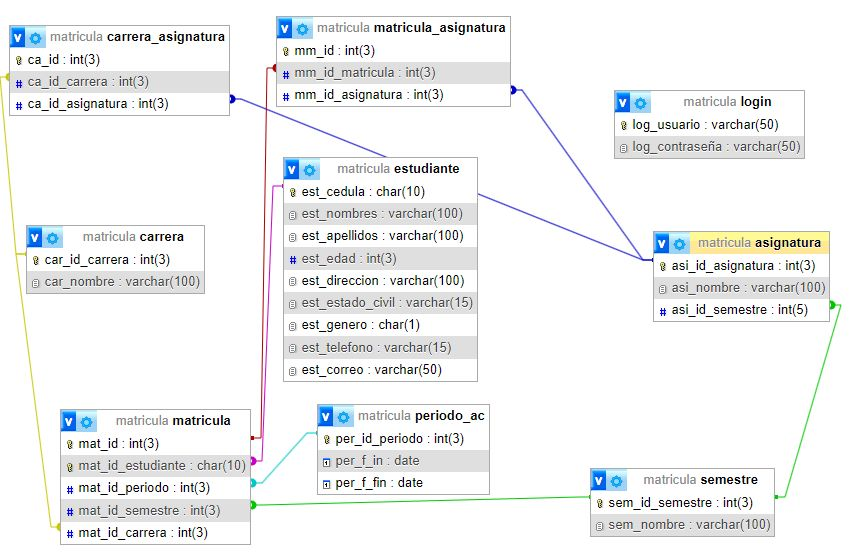 matricula carrera_asignatura
ca_id : int(3)
ca_id_carrera : int(3)
ca_id_asignatura : int(3)
matricula matricula_asignatura
mm_id : int(3)
mm_id_matricula : int(3)
mm_id_asignatura : int(3)
matricula login
log_usuario : varchar(50)
log_contraseña : varchar(50)
matricula estudiante
est_cedula : char(10)
est_nombres : varchar(100)
est_apellidos : varchar(100)
est_edad : int(3)
est_direccion : varchar(100)
est_estado_civil : varchar(15)
est_genero : char(1)
est_telefono : varchar(15)
est_correo : varchar(50)
matricula carrera
car_id_carrera : int(3)
car_nombre : varchar(100)
matricula asignatura
asi_id_asignatura : int(3)
asi_nombre : varchar(100)
asi_id_semestre : int(5)
matricula matricula
mat_id : int(3)
mat_id_estudiante : char(10)
mat_id_periodo : int(3)
mat_id_semestre : int(3)
mat_id_carrera : int(3)
matricula periodo_ac
per_id_periodo : int(3)
per_f_in : date
per_f_fin : date
matricula semestre
sem_id_semestre : int(3)
sem_nombre : varchar(100)